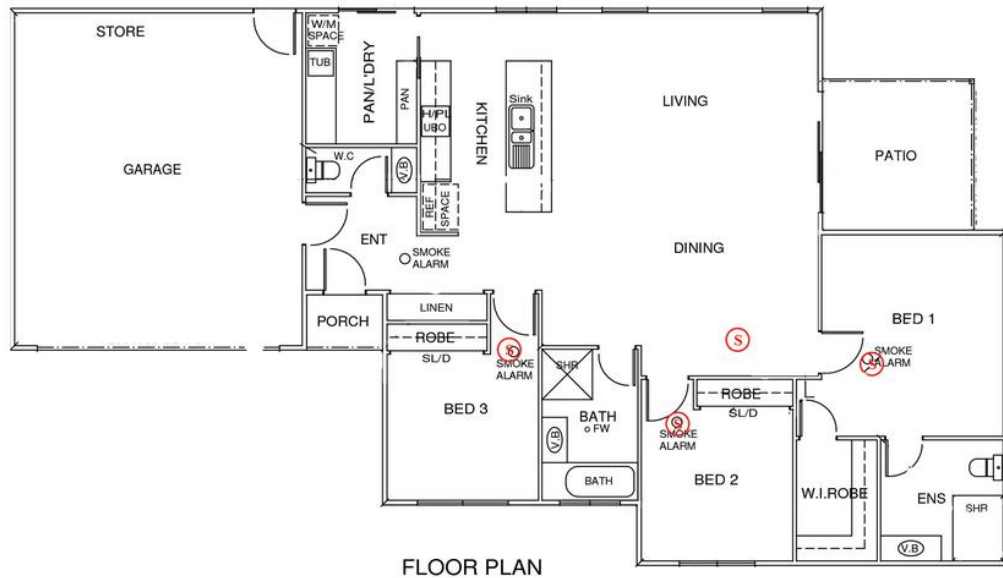 STORE
W/M
SPACE
TUB
PAN/L'DRY
PAN
KITCHEN
Sink
LIVING
GARAGE
W.C
V.B
REF
SPACE
PATIO
ENT
SMOKE
ALARM
DINING
LINEN
PORCH
ROBE
SL/D
S
SMOKE
ALARM
BED 3
SHR
BATH
FW
V.B
BATH
S
BED 1
S
SMOKE
ALARM
ROBE
SL/D
S
SMOKE
ALARM
BED 2
W.I.ROBE
ENS
SHR
V.B
FLOOR PLAN